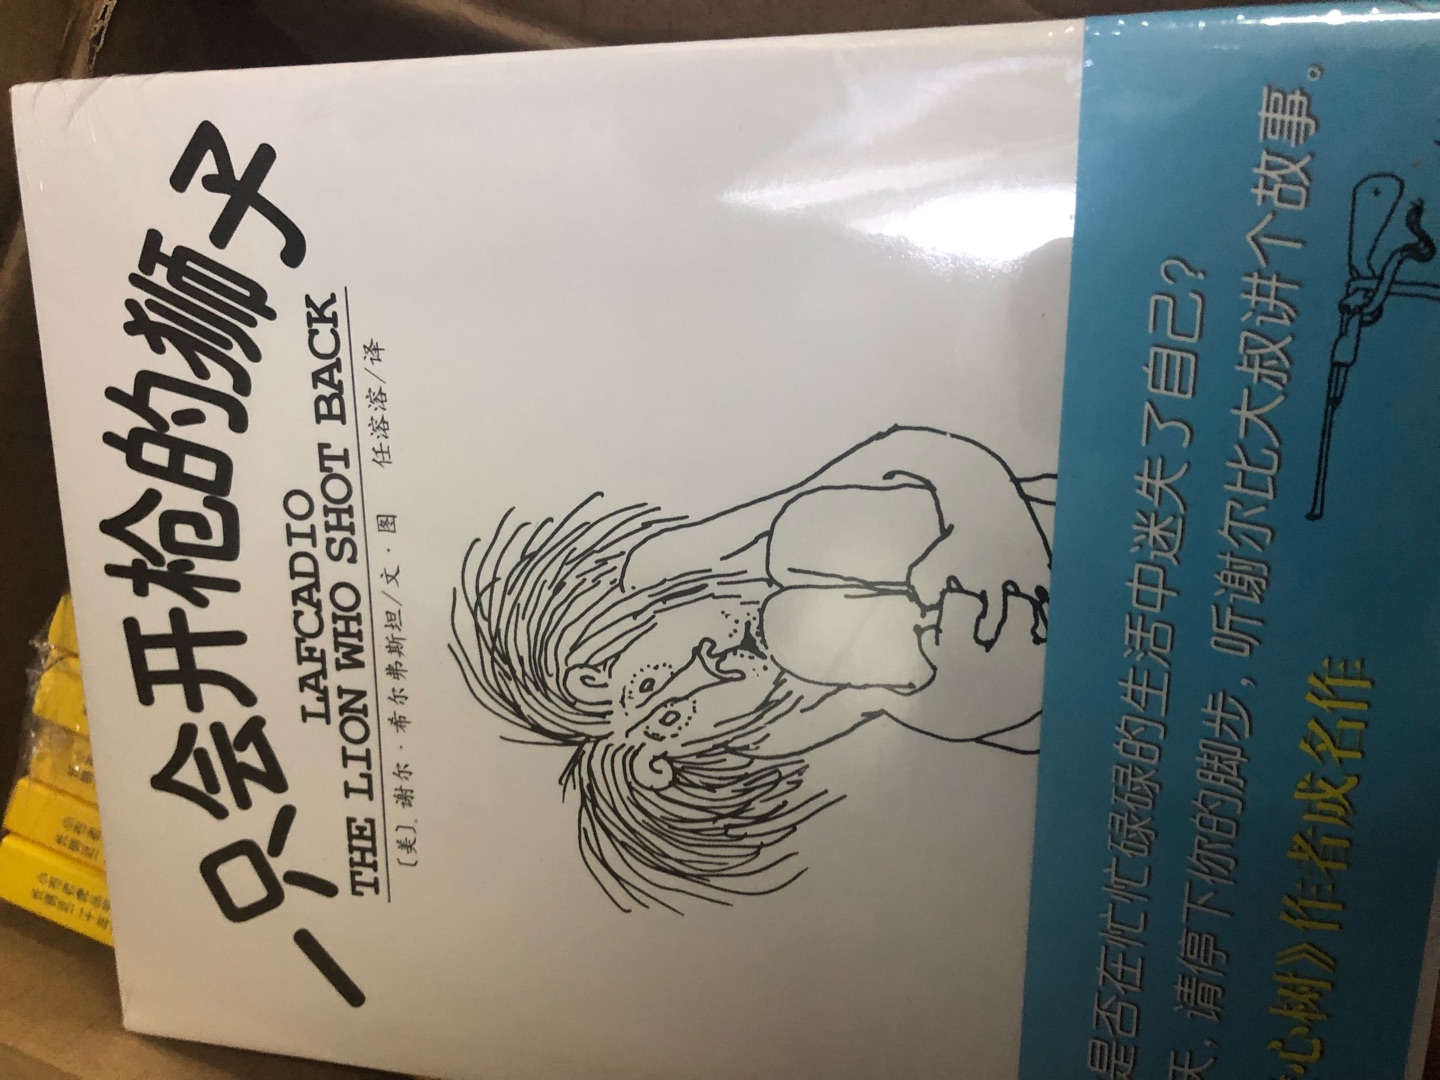 一只会开枪的狮子
LAFCADIO
THE LION WHO SHOT BACK
[美]. 谢尔·希尔弗斯坦/文·图 任溶溶/译
是否在忙忙碌碌的生活中迷失了自己?
天,请停下你的脚步,听谢尔比大叔讲个故事。
心树》作者成名作